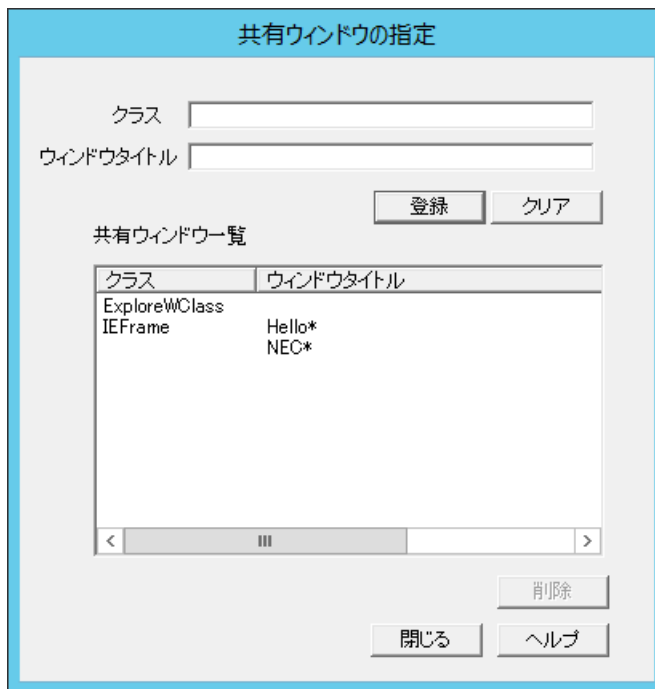 共有ウィンドウの指定
クラス
ウィンドウタイトル
登録 クリア
共有ウィンドウ一覧
クラス ウィンドウタイトル
ExploreWClass
IEFrame Hello*
NEC*
削除
閉じる ヘルプ